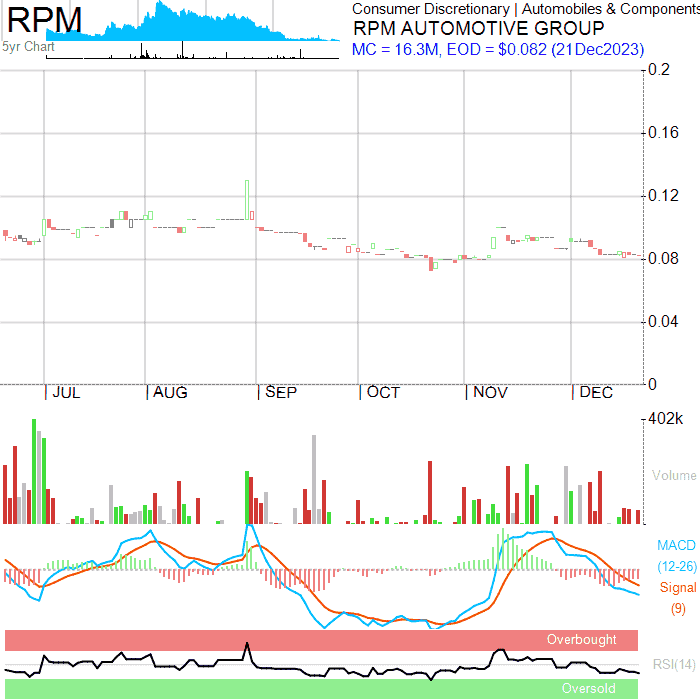 RPM
5yr Chart
Consumer Discretionary | Automobiles & Components
RPM AUTOMOTIVE GROUP
MC = 16.3M, EOD = $0.082 (21Dec2023)
0.2
0.16
0.12
0.08
0.04
0
JUL AUG SEP OCT NOV DEC
402k
Volume
MACD
(12-26)
Signal
(9)
Overbought
RSI(14)
Oversold